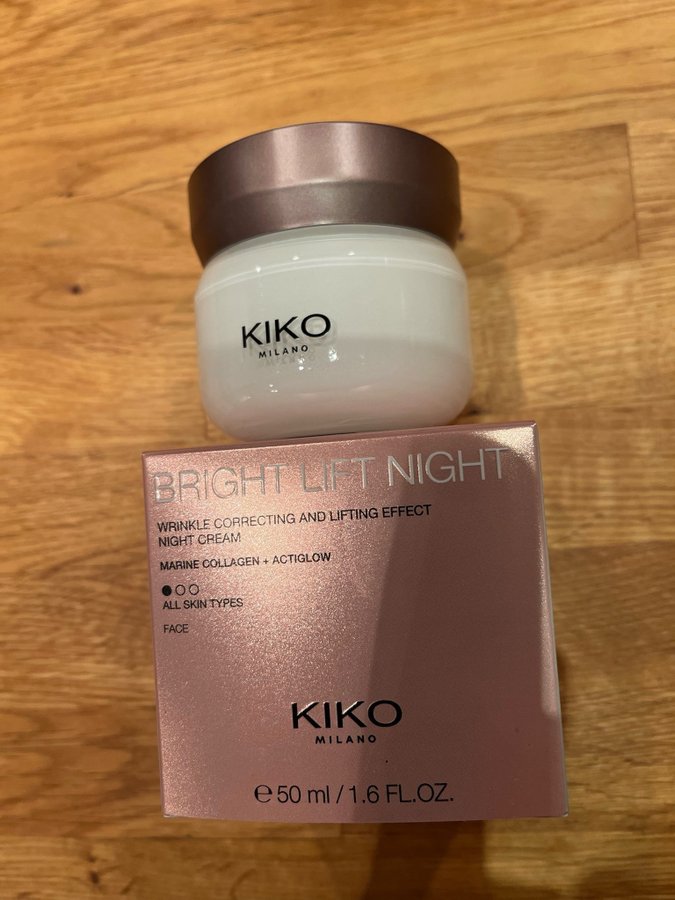 KIKO
MILANO
BRIGHT LIFT NIGHT
WRINKLE CORRECTING AND LIFTING EFFECT
NIGHT CREAM
MARINE COLLAGEN + ACTIGLOW
ALL SKIN TYPES
FACE
KIKO
MILANO
℮ 50 ml / 1.6 FL.OZ.